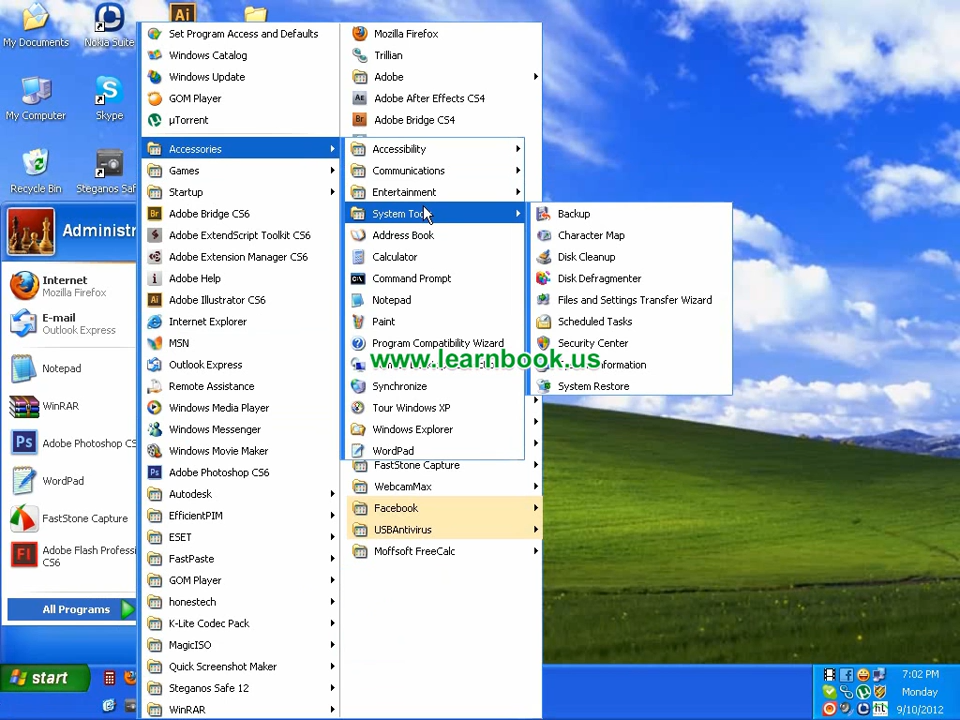 My Documents
Nokia Suite
Ai
My Computer
Skype
Recycle Bin
Steganos Saf
Administr
Internet
Mozilla Firefox
E-mail
Outlook Express
Notepad
WinRAR
Adobe Photoshop CS
WordPad
FastStone Capture
Adobe Flash Professi
CS6
All Programs
start
Set Program Access and Defaults
Windows Catalog
Windows Update
GOM Player
µTorrent
Accessories
Games
Startup
Adobe Bridge CS6
Adobe ExtendScript Toolkit CS6
Adobe Extension Manager CS6
Adobe Help
Adobe Illustrator CS6
Internet Explorer
MSN
Outlook Express
Remote Assistance
Windows Media Player
Windows Messenger
Windows Movie Maker
Adobe Photoshop CS6
Autodesk
EfficientPIM
ESET
FastPaste
GOM Player
honestech
K-Lite Codec Pack
MagicISO
Quick Screenshot Maker
Steganos Safe 12
WinRAR
Mozilla Firefox
Trillian
Adobe
Adobe After Effects CS4
Adobe Bridge CS4
Accessibility
Communications
Entertainment
System To
Address Book
Calculator
Command Prompt
Notepad
Paint
Program Compatibility Wizard
www.learnbook.us
Synchronize
Tour Windows XP
Windows Explorer
WordPad
FastStone Capture
WebcamMax
Facebook
USBAntivirus
Moffsoft FreeCalc
Backup
Character Map
Disk Cleanup
Disk Defragmenter
Files and Settings Transfer Wizard
Scheduled Tasks
Security Center
Information
System Restore
7:02 PM
Monday
9/10/2012